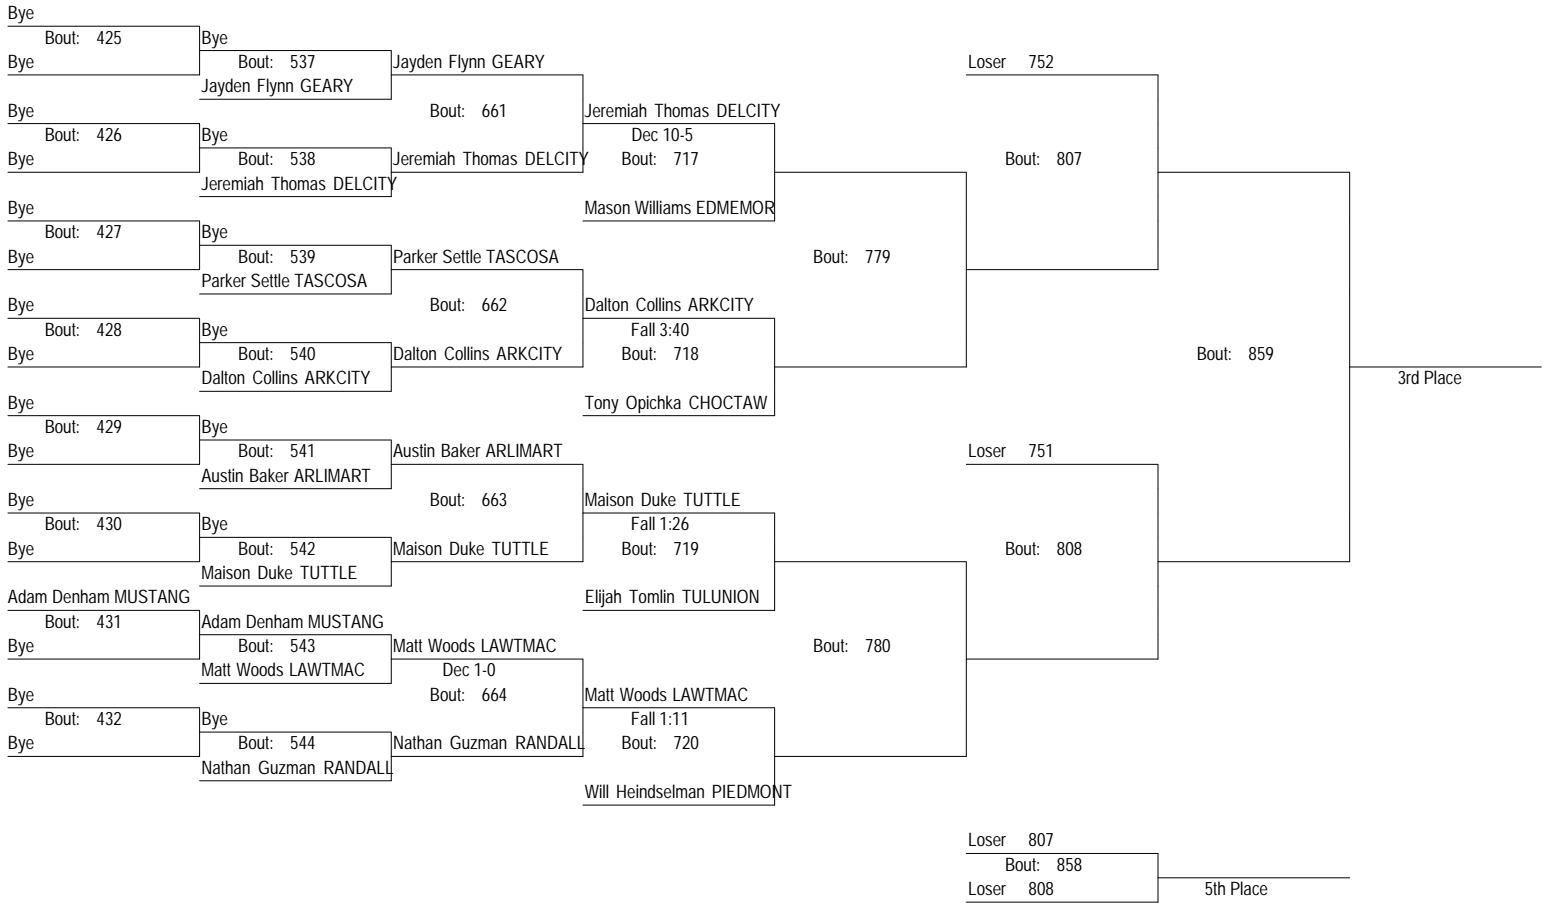 Bye
Bout: 425
Bye
Bye
Bout: 537
Jayden Flynn GEARY
Jayden Flynn GEARY
Loser 752
Bye
Bout: 426
Bye
Bye
Bout: 538
Jeremiah Thomas DELCITY
Bout: 661
Jeremiah Thomas DELCITY
Jeremiah Thomas DELCITY
Dec 10-5
Bout: 717
Mason Williams EDMEMOR
Bout: 807
Bye
Bout: 427
Bye
Bye
Bout: 539
Parker Settle TASCOSA
Parker Settle TASCOSA
Bout: 779
Bye
Bout: 428
Bye
Bye
Bout: 540
Dalton Collins ARKCITY
Bout: 662
Dalton Collins ARKCITY
Dalton Collins ARKCITY
Fall 3:40
Bout: 718
Tony Opichka CHOCTAW
Bout: 859
3rd Place
Bye
Bout: 429
Bye
Bye
Bout: 541
Austin Baker ARLIMART
Austin Baker ARLIMART
Loser 751
Bye
Bout: 430
Bye
Bye
Bout: 542
Maison Duke TUTTLE
Bout: 663
Maison Duke TUTTLE
Maison Duke TUTTLE
Fall 1:26
Bout: 719
Elijah Tomlin TULUNION
Bout: 808
Adam Denham MUSTANG
Bout: 431
Bye
Adam Denham MUSTANG
Bout: 543
Matt Woods LAWTMAC
Matt Woods LAWTMAC
Dec 1-0
Bout: 664
Bout: 780
Bye
Bout: 432
Bye
Bye
Bout: 544
Nathan Guzman RANDALL
Nathan Guzman RANDALL
Matt Woods LAWTMAC
Fall 1:11
Bout: 720
Will Heindselman PIEDMONT
Loser 807
Bout: 858
Loser 808
5th Place